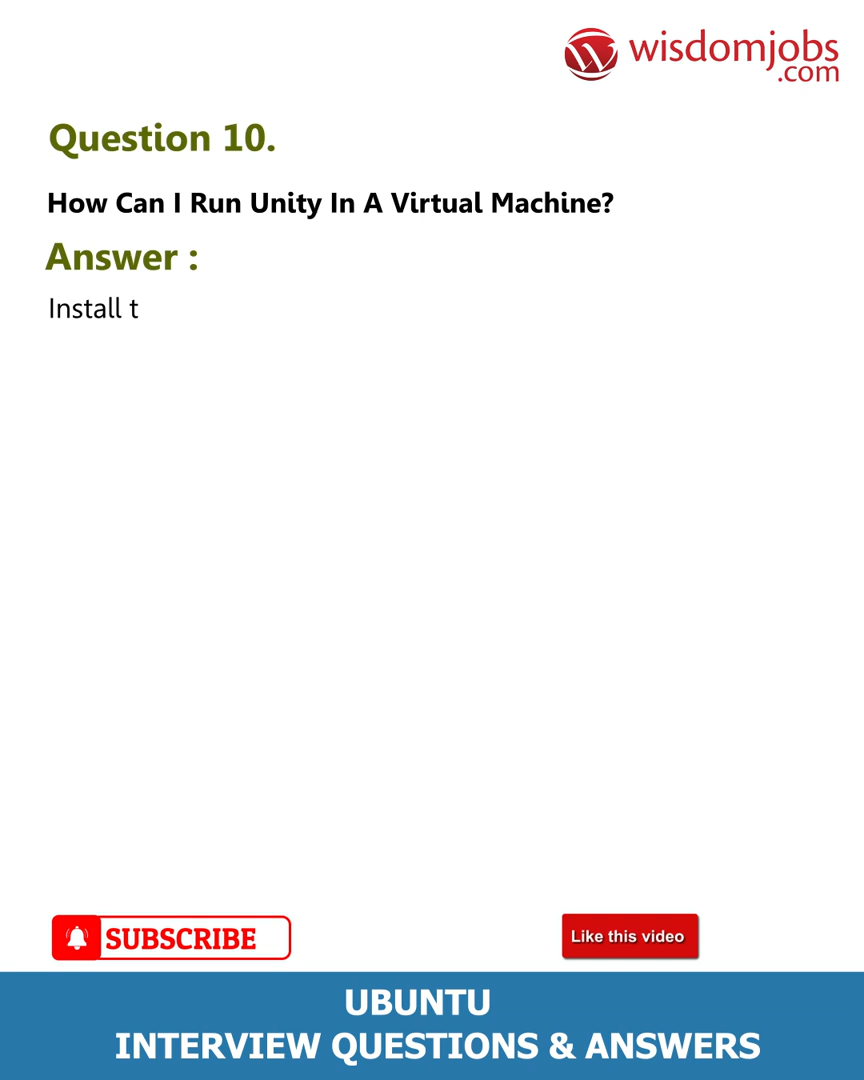 wisdomjobs
.com
Question 10.
How Can I Run Unity In A Virtual Machine?
Answer :
Install t
SUBSCRIBE
Like this video
UBUNTU
INTERVIEW QUESTIONS & ANSWERS